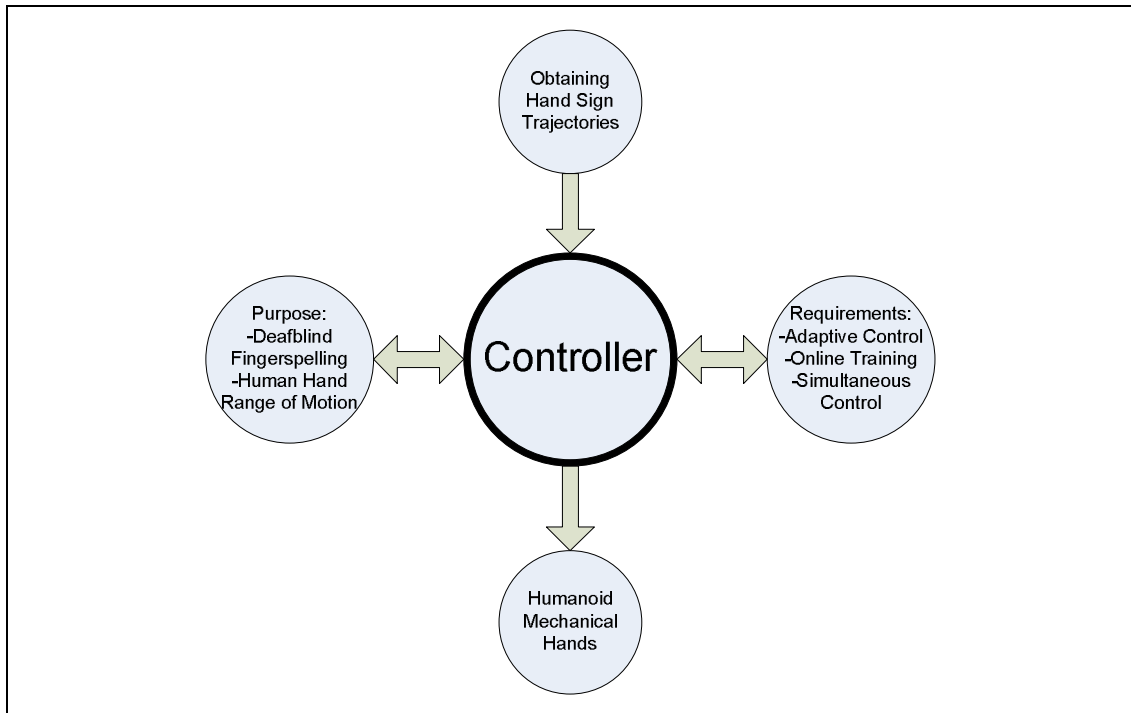 Obtaining
Hand Sign
Trajectories
Purpose:
-Deafblind
Fingerspelling
-Human Hand
Range of Motion
Controller
Requirements:
-Adaptive Control
-Online Training
-Simultaneous
Control
Humanoid
Mechanical
Hands